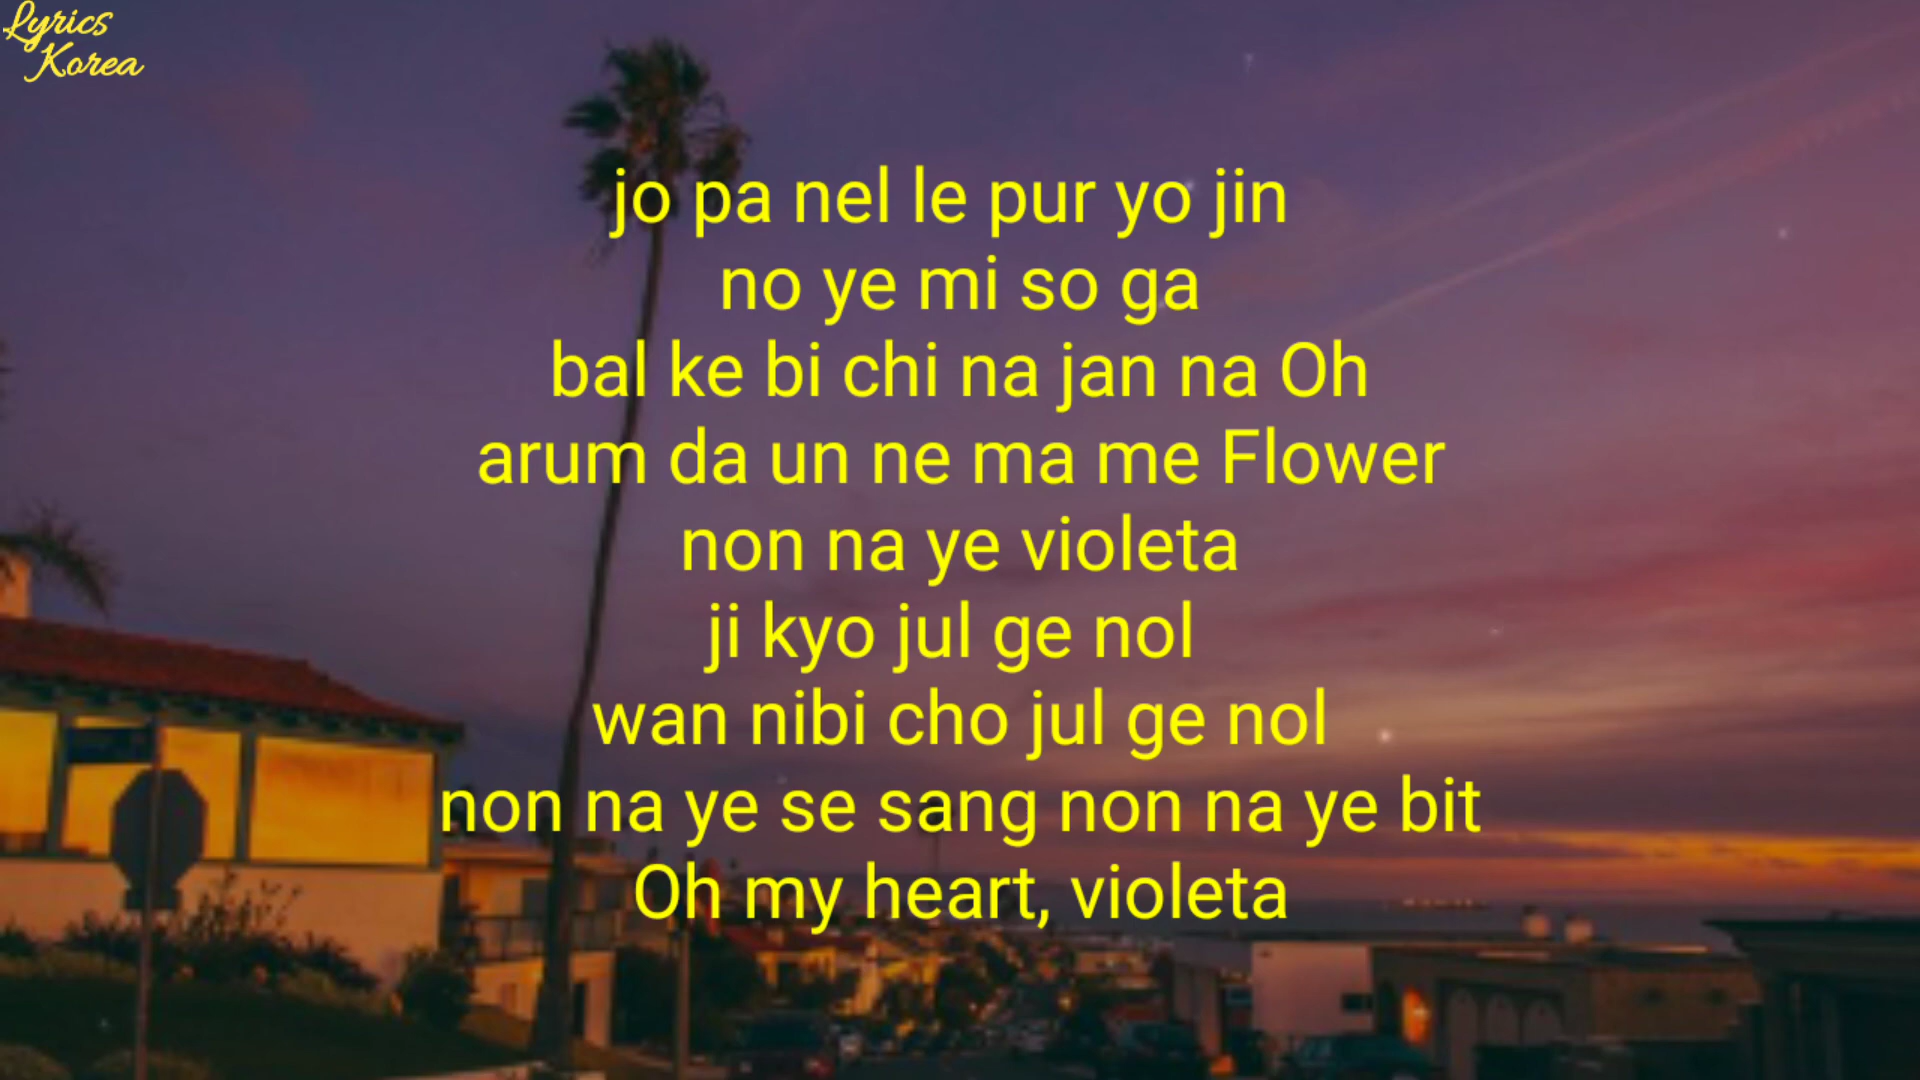 Lyrics
Korea
jo pa nel le pur yo jin
no ye mi so ga
bal ke bi chi na jan na Oh
arum da un ne ma me Flower
non na ye violeta
ji kyo jul ge nol
wan nibi cho jul ge nol
non na ye se sang non na ye bit
Oh my heart, violeta